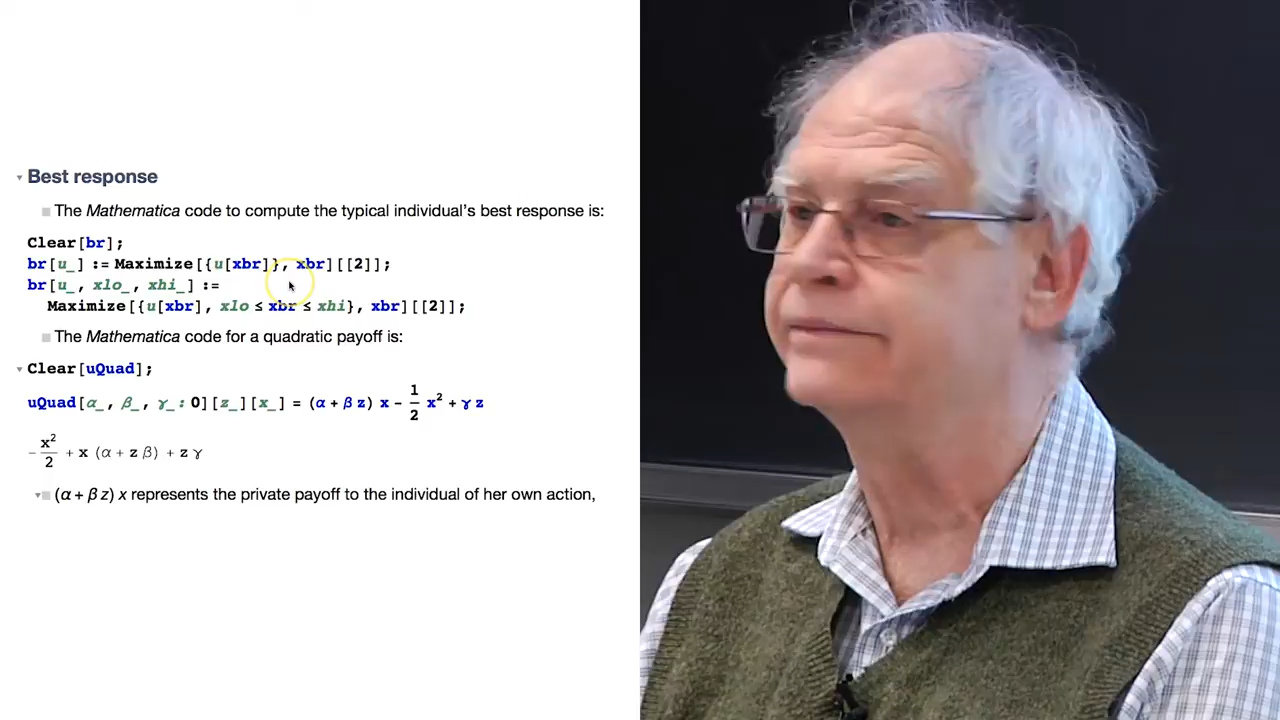 Best response
The Mathematica code to compute the typical individual's best response is:
Clear[br];
br[u_] := Maximize[{u[xbr]}, xbr][[2]];
br[u_, xlo_, xhi_] :=
Maximize[{u[xbr], xlo ≤ xbr ≤ xhi}, xbr][[2]];
The Mathematica code for a quadratic payoff is:
Clear[uQuad];
uQuad[α_, β_, γ_: 0][z_][x_] = (α + β z) x - 1/2 x² + γ z
- x²/2 + x (α + z β) + z γ
(α + β z) x represents the private payoff to the individual of her own action,